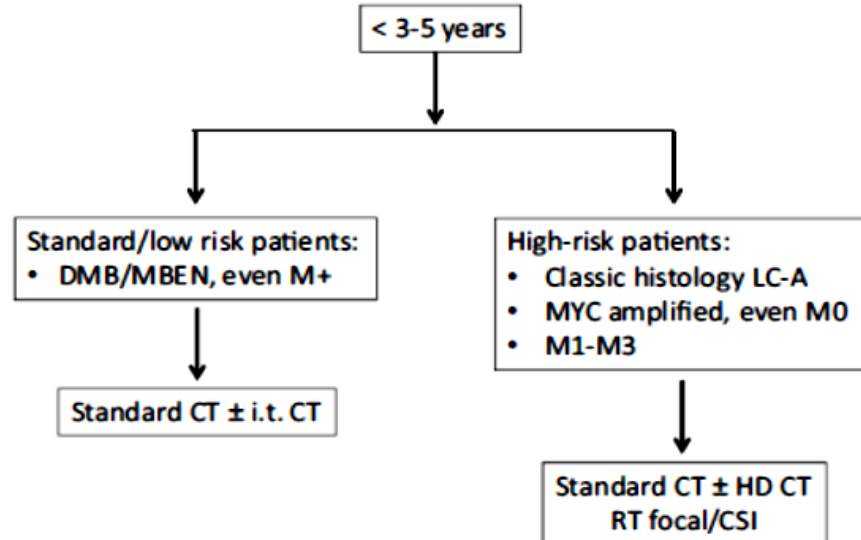 < 3-5 years
Standard/low risk patients:
• DMB/MBEN, even M+
Standard CT ± i.t. CT
High-risk patients:
• Classic histology LC-A
• MYC amplified, even M0
• M1-M3
Standard CT ± HD CT
RT focal/CSI